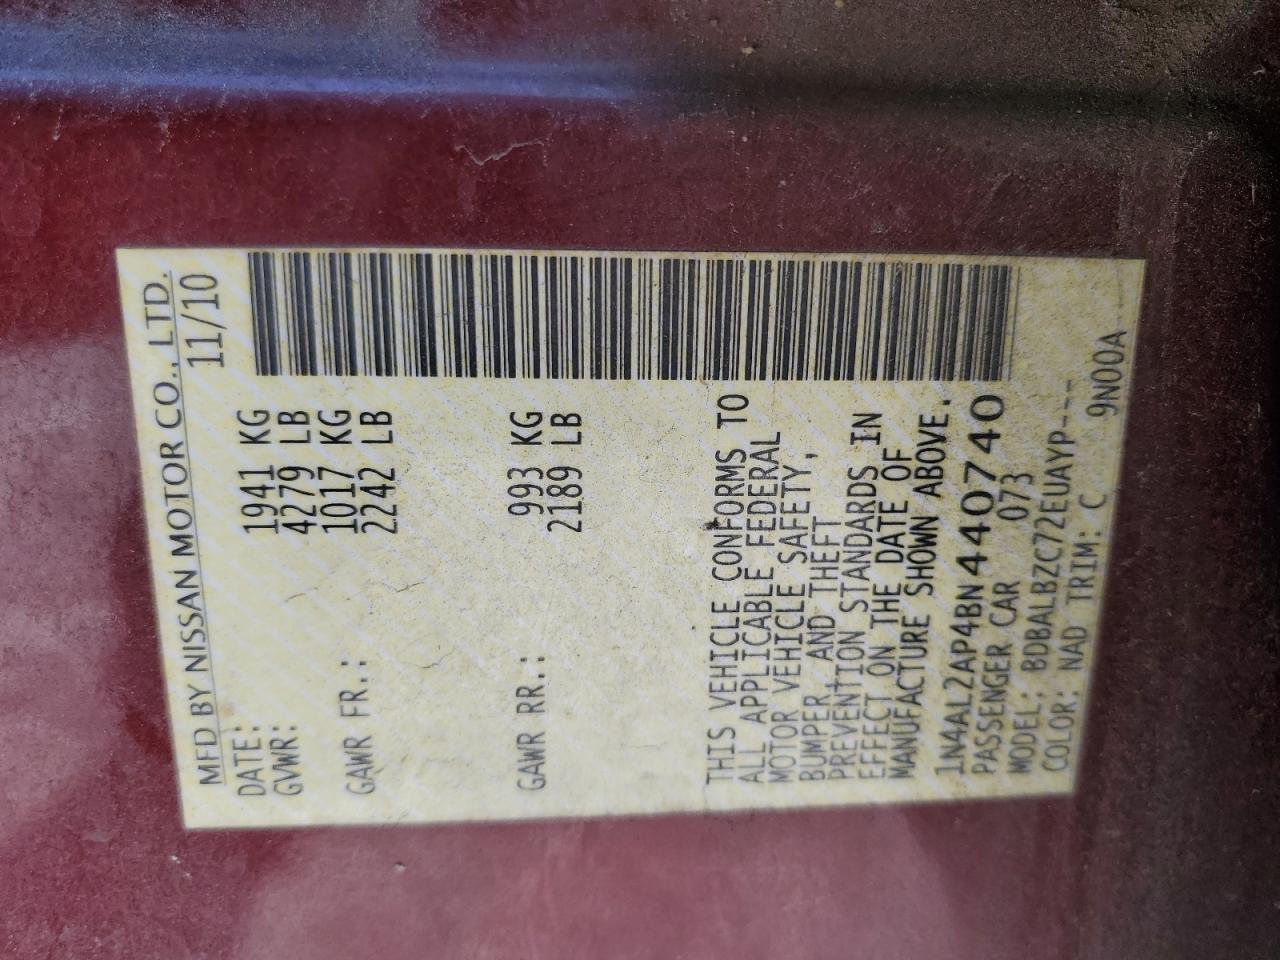 MFD BY NISSAN MOTOR CO., LTD.
DATE: 11/10
GVWR: 1941 KG
4279 LB
GAWR FR.: 1017 KG
2242 LB
GAWR RR.: 993 KG
2189 LB
THIS VEHICLE CONFORMS TO
ALL APPLICABLE FEDERAL
MOTOR VEHICLE SAFETY,
BUMPER, AND THEFT
PREVENTION STANDARDS IN
EFFECT ON THE DATE OF
MANUFACTURE SHOWN ABOVE.
1N4AL2AP4BN440740
PASSENGER CAR 073
MODEL: BDBALBZC72EUAYP---
COLOR: NAD TRIM: C 9N00A